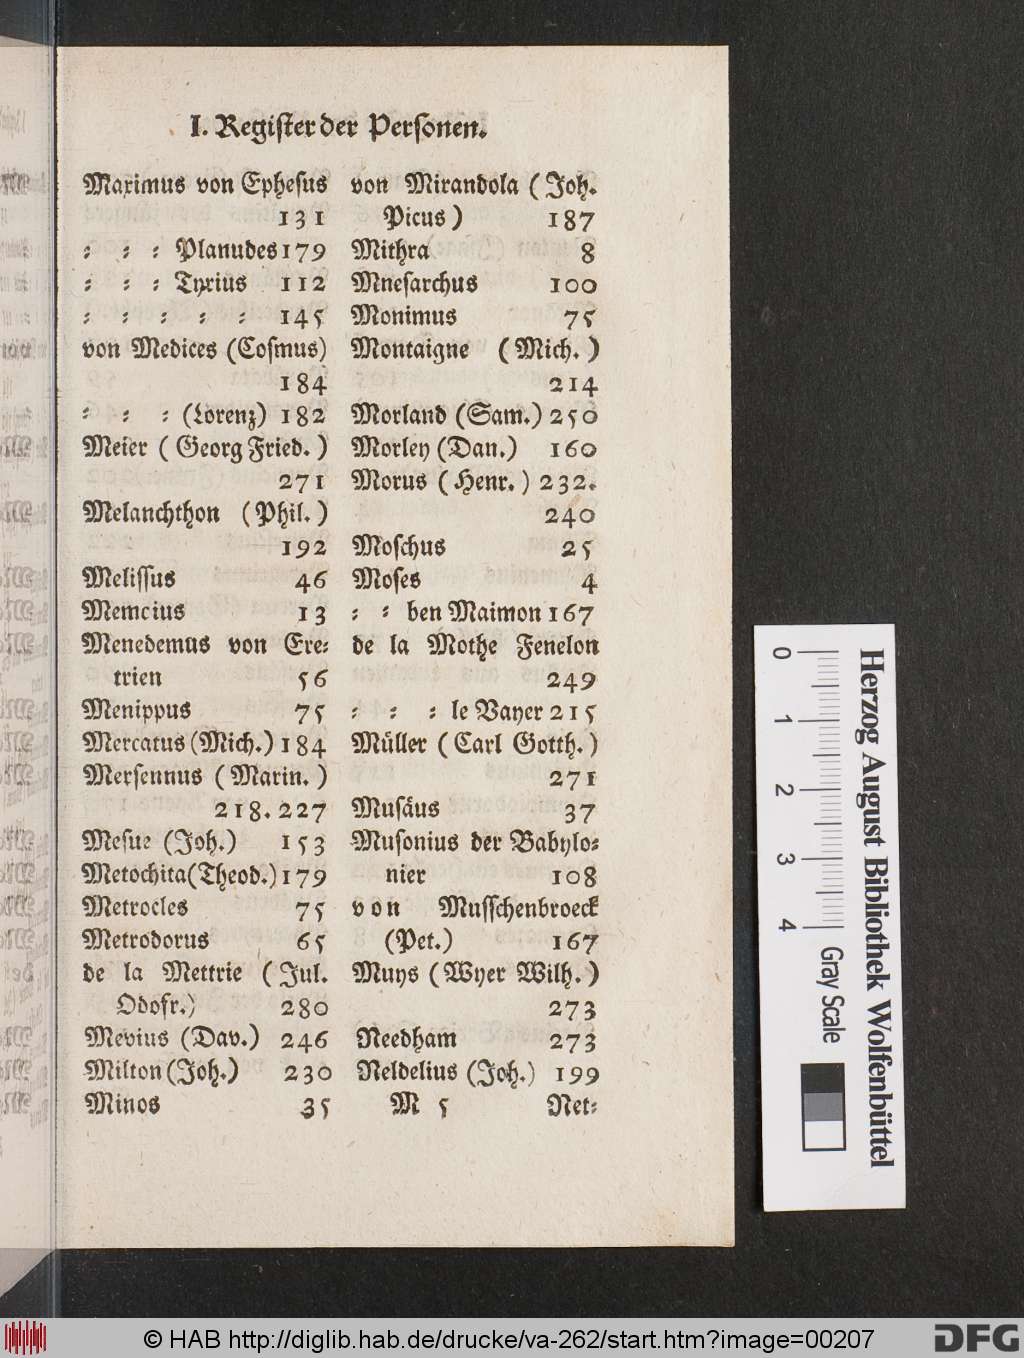 I. Register der Personen.
Maximus von Ephesus
131
⸗ ⸗ ⸗ Planudes 179
⸗ ⸗ ⸗ Tyrius 112
⸗ ⸗ ⸗ ⸗ ⸗ 145
von Medices (Cosmus)
184
⸗ ⸗ ⸗ (Lorenz) 182
Meier (Georg Fried.)
271
Melanchthon (Phil.)
192
Melissus 46
Memcius 13
Menedemus von Ere⸗
trien 56
Menippus 75
Mercatus (Mich.) 184
Mersennus (Marin.)
218. 227
Mesue (Joh.) 153
Metochita (Theod.) 179
Metrocles 75
Metrodorus 65
de la Mettrie (Jul.
Odofr.) 280
Mevius (Dav.) 246
Milton (Joh.) 230
Minos 35
von Mirandola (Joh.
Picus) 187
Mithra 8
Mnesarchus 100
Monimus 75
Montaigne (Mich.)
214
Morland (Sam.) 250
Morley (Dan.) 160
Morus (Henr.) 232.
240
Moschus 25
Moses 4
⸗ ⸗ ben Maimon 167
de la Mothe Fenelon
249
⸗ ⸗ ⸗ le Vayer 215
Müller (Carl Gotth.)
271
Musäus 37
Musonius der Babylo⸗
nier 108
von Musschenbroeck
(Pet.) 167
Muys (Wyer Wilh.)
273
Needham 273
Neldelius (Joh.) 199
M 5 Net⸗
0 1 2 3 4
Gray Scale
Herzog August Bibliothek Wolfenbüttel
© HAB http://diglib.hab.de/drucke/va-262/start.htm?image=00207
DFG